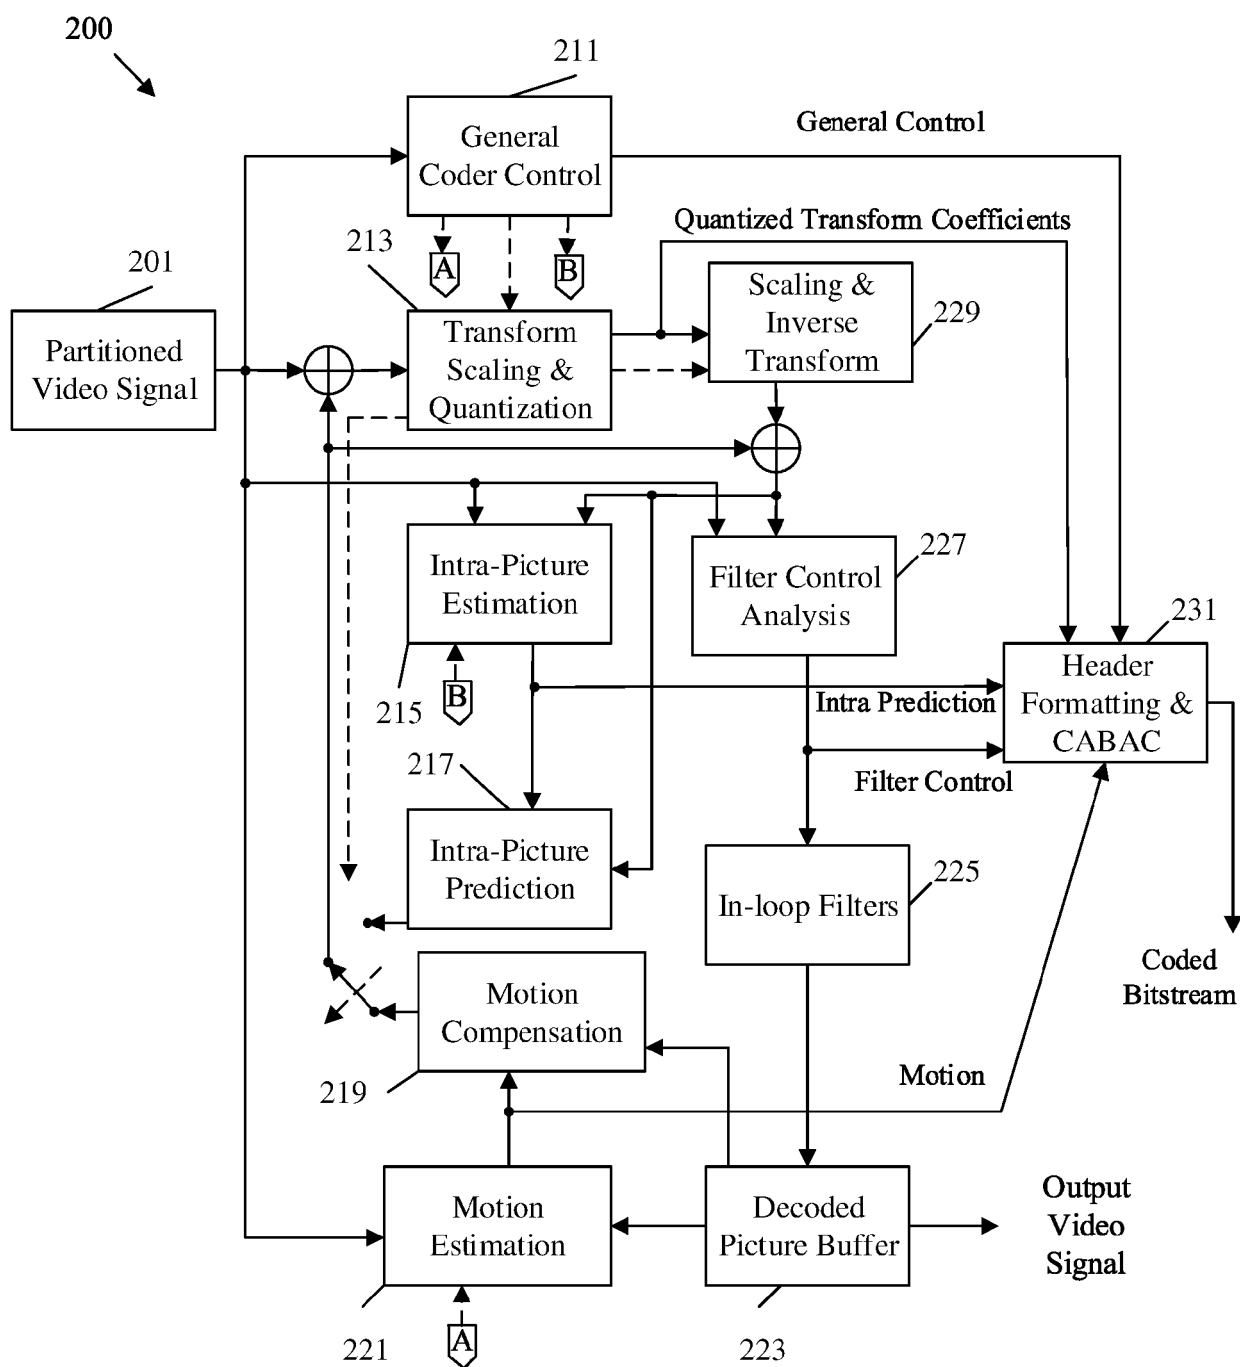 200
211
General
Coder Control
General Control
Quantized Transform Coefficients
213
A
B
201
Scaling &
Inverse
Transform
229
Partitioned
Video Signal
Transform
Scaling &
Quantization
Intra-Picture
Estimation
227
Filter Control
Analysis
231
Header
Formatting &
CABAC
215
B
Intra Prediction
217
Filter Control
Intra-Picture
Prediction
225
In-loop Filters
Coded
Bitstream
Motion
Compensation
219
Motion
Motion
Estimation
Decoded
Picture Buffer
Output
Video
Signal
221
A
223